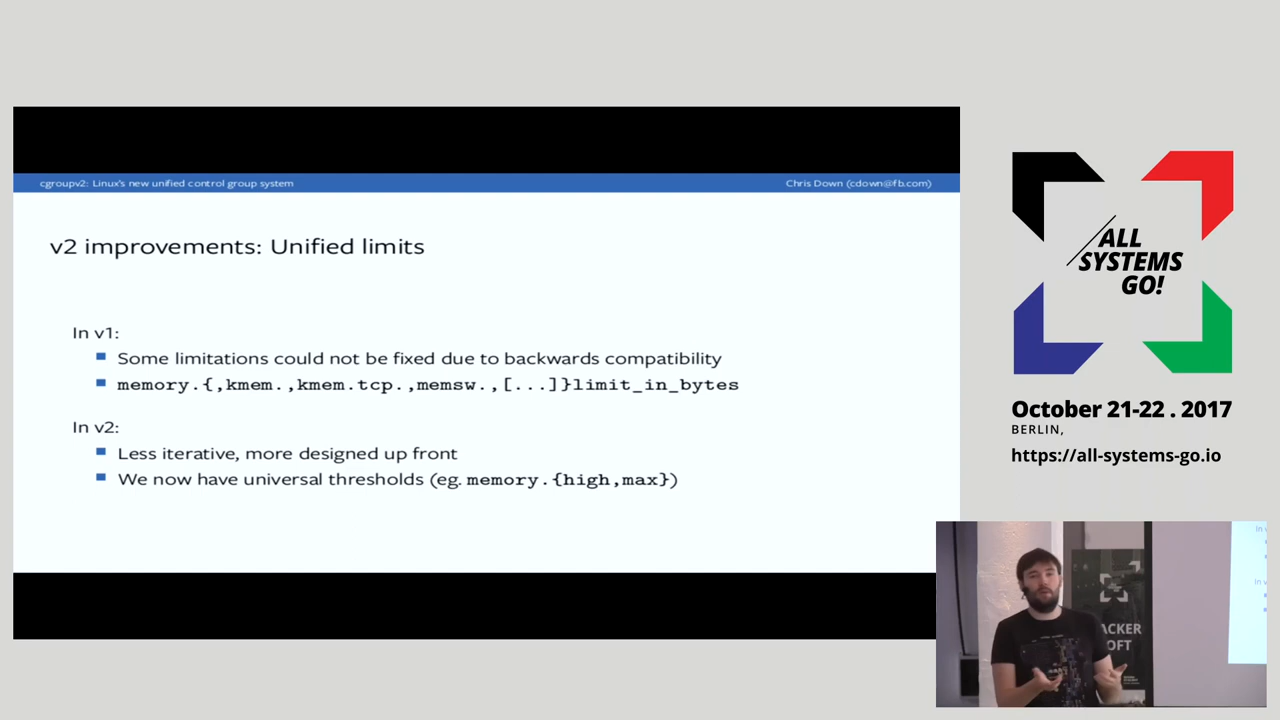 cgroupv2: Linux's new unified control group system
Chris Down (cdown@fb.com)
v2 improvements: Unified limits
In v1:
Some limitations could not be fixed due to backwards compatibility
memory.{,kmem.,kmem.tcp.,memsw.,[...]}limit_in_bytes
In v2:
Less iterative, more designed up front
We now have universal thresholds (eg. memory.{high,max})
ALL
SYSTEMS
GO!
October 21-22 . 2017
BERLIN,
https://all-systems-go.io
ACKER
OFT